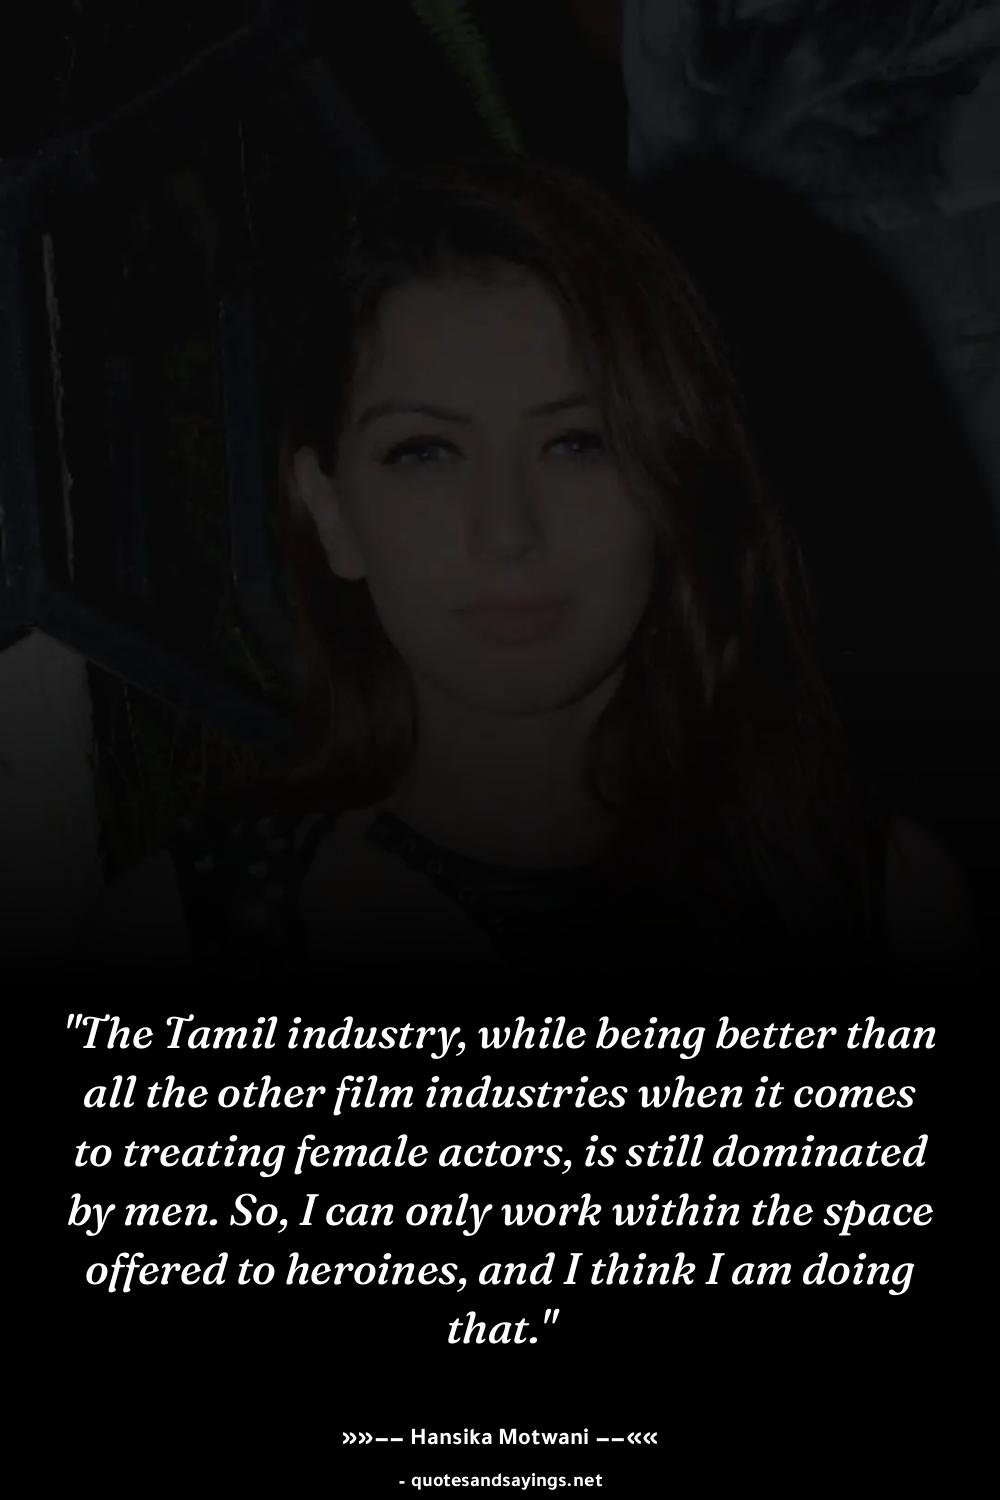 "The Tamil industry, while being better than
all the other film industries when it comes
to treating female actors, is still dominated
by men. So, I can only work within the space
offered to heroines, and I think I am doing
that."
»»–– Hansika Motwani ––««
- quotesandsayings.net